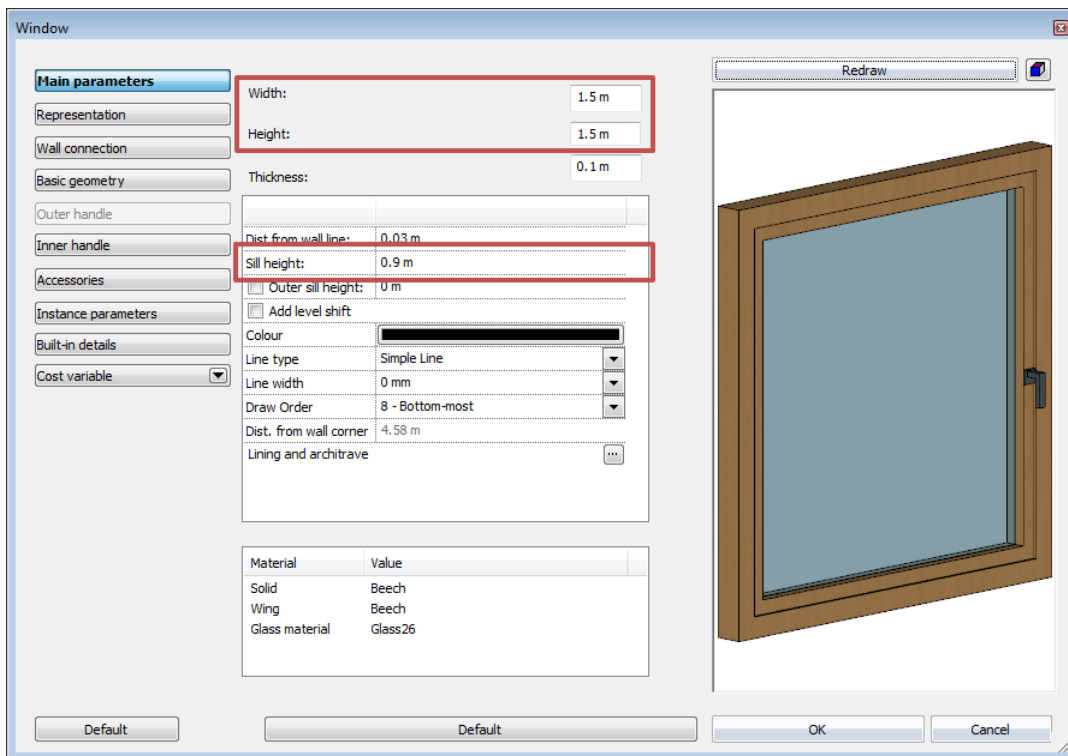 Window
Main parameters
Representation
Wall connection
Basic geometry
Outer handle
Inner handle
Accessories
Instance parameters
Built-in details
Cost variable
Width: 1.5 m
Height: 1.5 m
Thickness: 0.1 m
Dist from wall line: 0.03 m
Sill height: 0.9 m
Outer sill height: 0 m
Add level shift
Colour
Line type Simple Line
Line width 0 mm
Draw Order 8 - Bottom-most
Dist. from wall corner 4.58 m
Lining and architrave ...
Material Value
Solid Beech
Wing Beech
Glass material Glass26
Redraw
Default
Default
OK
Cancel